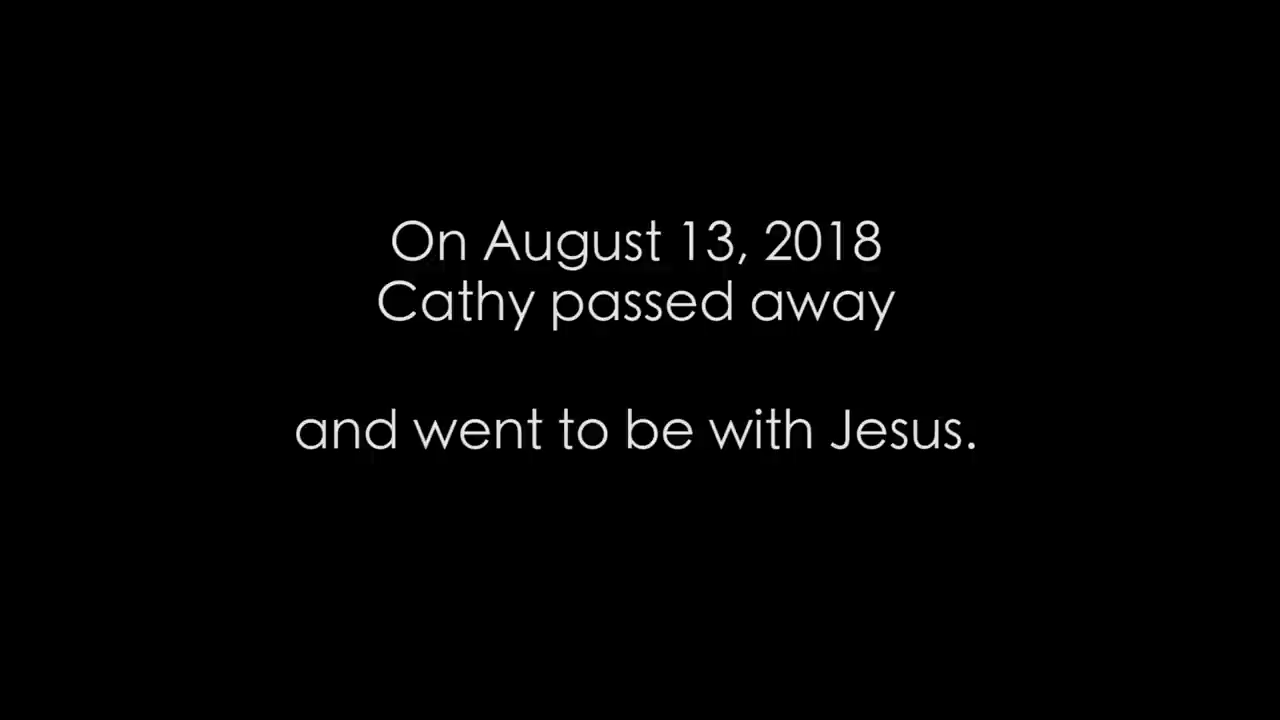 On August 13, 2018
Cathy passed away
and went to be with Jesus.